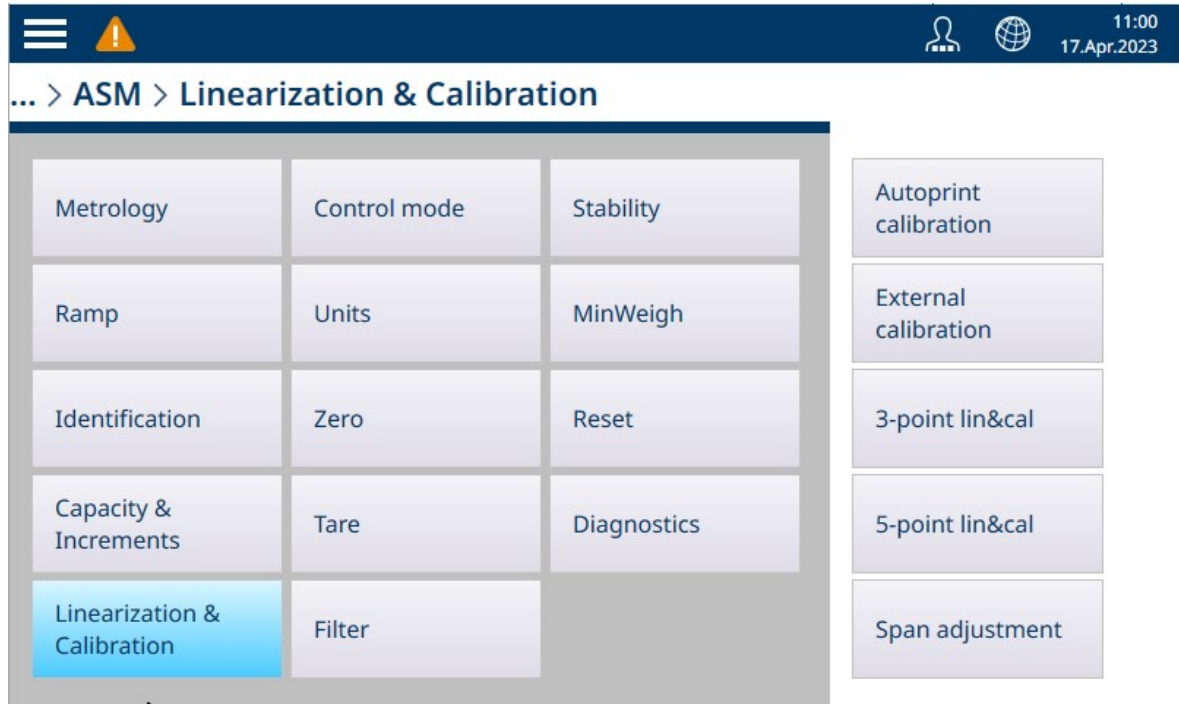 11:00
17.Apr.2023
... > ASM > Linearization & Calibration
Metrology
Control mode
Stability
Autoprint
calibration
Ramp
Units
MinWeigh
External
calibration
Identification
Zero
Reset
3-point lin&cal
Capacity &
Increments
Tare
Diagnostics
5-point lin&cal
Linearization &
Calibration
Filter
Span adjustment